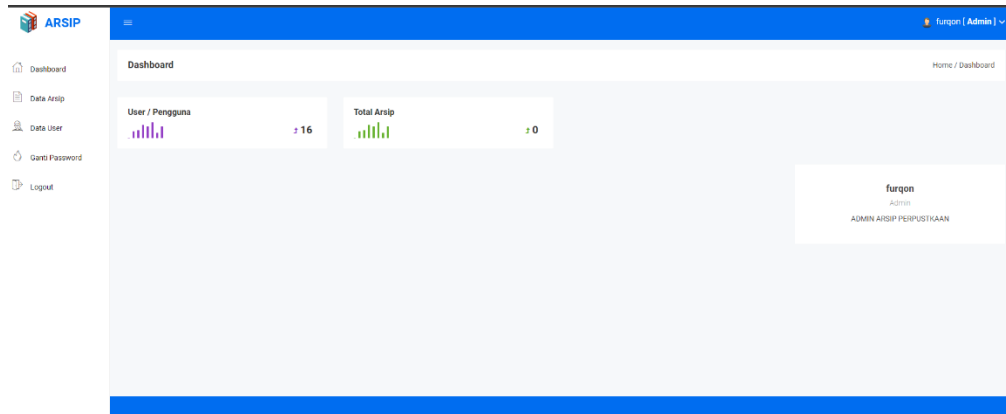 ARSIP
furqon [ Admin ]
Dashboard
Data Arsip
Data User
Ganti Password
Logout
Dashboard
Home / Dashboard
User / Pengguna
16
Total Arsip
0
furqon
Admin
ADMIN ARSIP PERPUSTKAAN